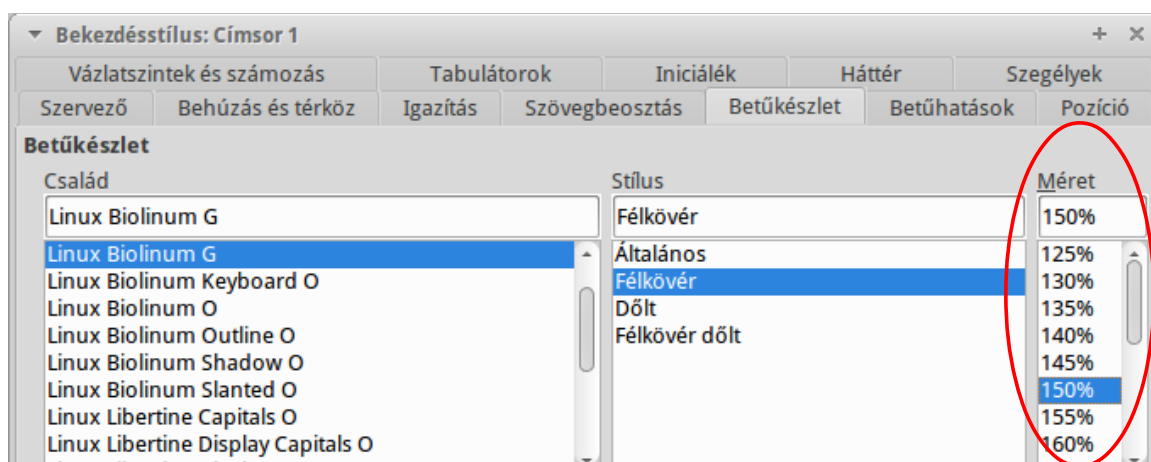 Bekezdésstílus: Címsor 1
Vázlatszintek és számozás Tabulátorok Iniciálék Háttér Szegélyek
Szervező Behúzás és térköz Igazítás Szövegbeosztás Betűkészlet Betűhatások Pozíció
Betűkészlet
Család Stílus Méret
Linux Biolinum G Félkövér 150%
Linux Biolinum G Általános 125%
Linux Biolinum Keyboard O Félkövér 130%
Linux Biolinum O Dőlt 135%
Linux Biolinum Outline O Félkövér dőlt 140%
Linux Biolinum Shadow O 145%
Linux Biolinum Slanted O 150%
Linux Libertine Capitals O 155%
Linux Libertine Display Capitals O 160%